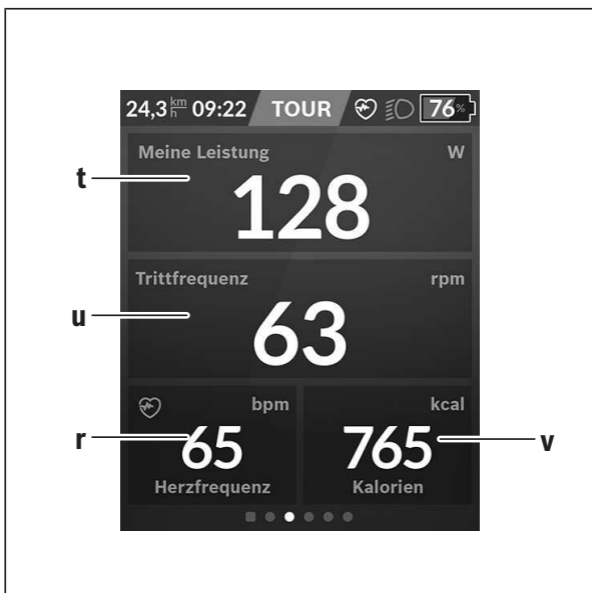 24,3 km/h 09:22 TOUR 76%
Meine Leistung W
t
128
Trittfrequenz rpm
u
63
bpm kcal
r 65 765 v
Herzfrequenz Kalorien